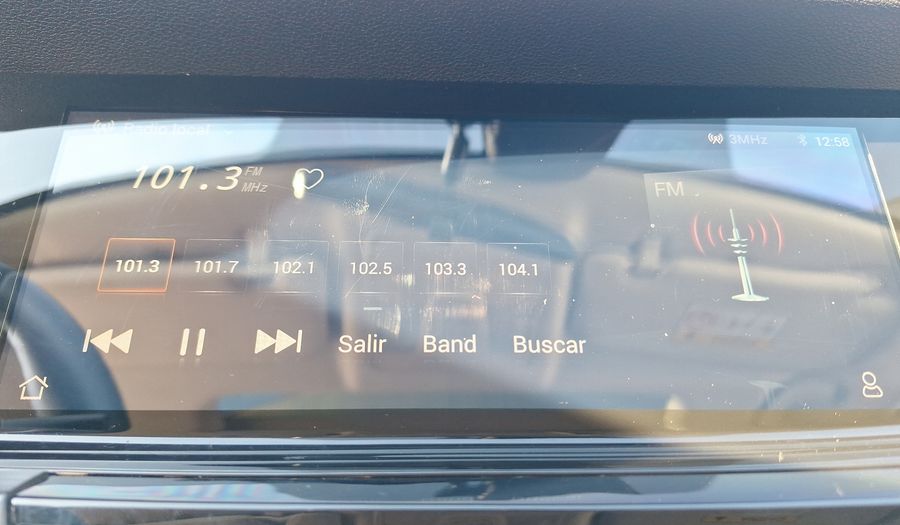 Radio local
3MHz 12:58
101.3 FM MHz
FM
101.3 101.7 102.1 102.5 103.3 104.1
Salir Band Buscar